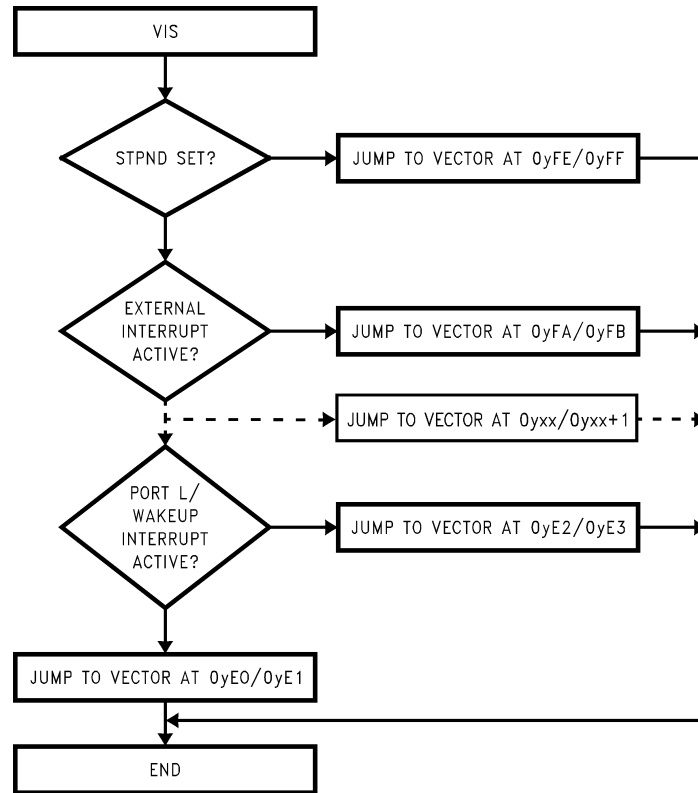 VIS
STPND SET?
JUMP TO VECTOR AT 0yFE/0yFF
EXTERNAL
INTERRUPT
ACTIVE?
JUMP TO VECTOR AT 0yFA/0yFB
JUMP TO VECTOR AT 0yxx/0yxx+1
PORT L/
WAKEUP
INTERRUPT
ACTIVE?
JUMP TO VECTOR AT 0yE2/0yE3
JUMP TO VECTOR AT 0yE0/0yE1
END